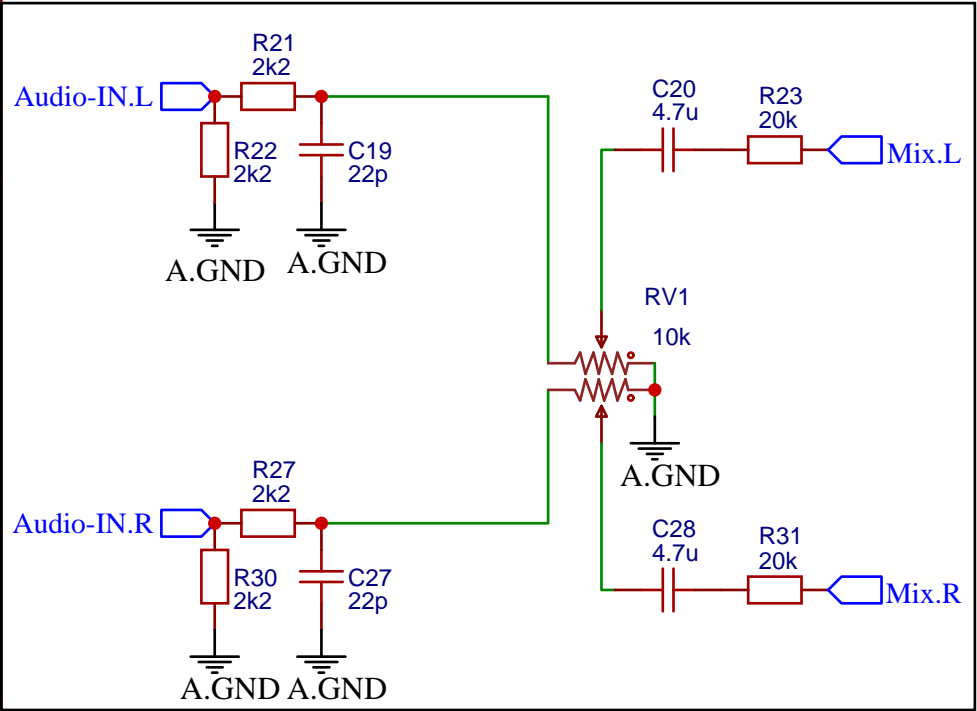 R21
2k2
Audio-IN.L
R22
2k2
C19
22p
A.GND
A.GND
C20
4.7u
R23
20k
Mix.L
RV1
10k
A.GND
R27
2k2
Audio-IN.R
R30
2k2
C27
22p
A.GND
A.GND
C28
4.7u
R31
20k
Mix.R